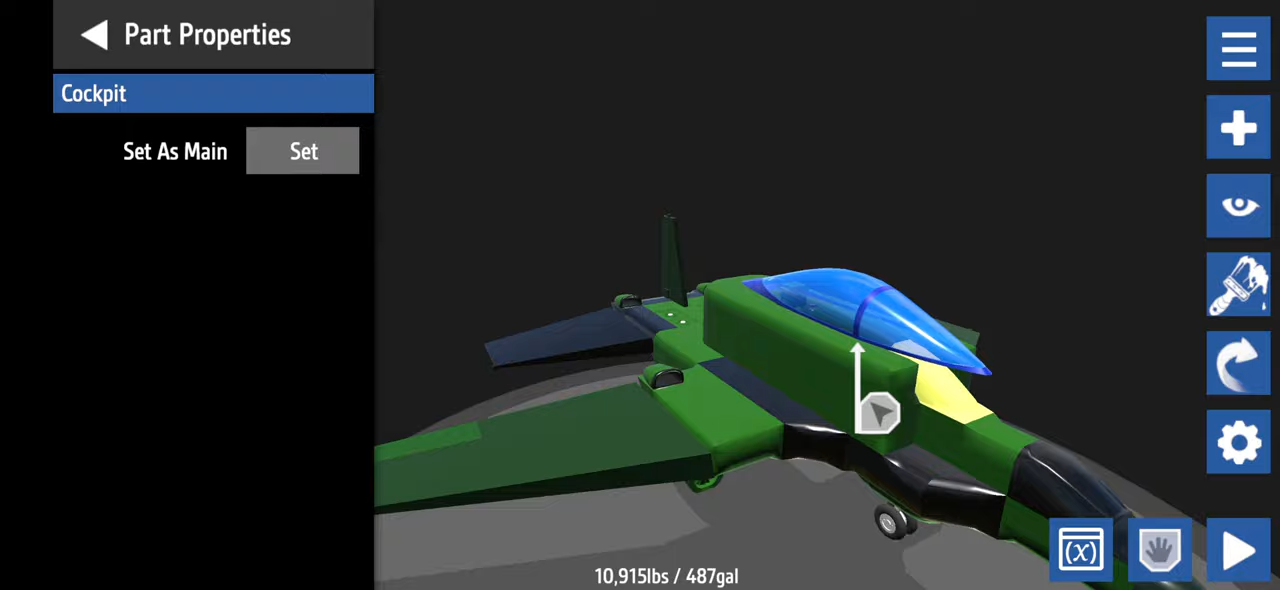 Part Properties
Cockpit
Set As Main
Set
(x)
10,915lbs / 487gal